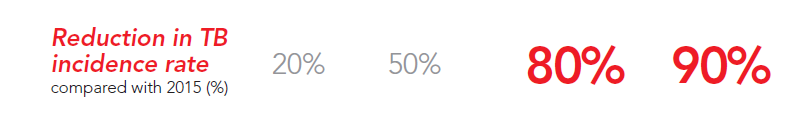 Reduction in TB
incidence rate
compared with 2015 (%)
20% 50% 80% 90%